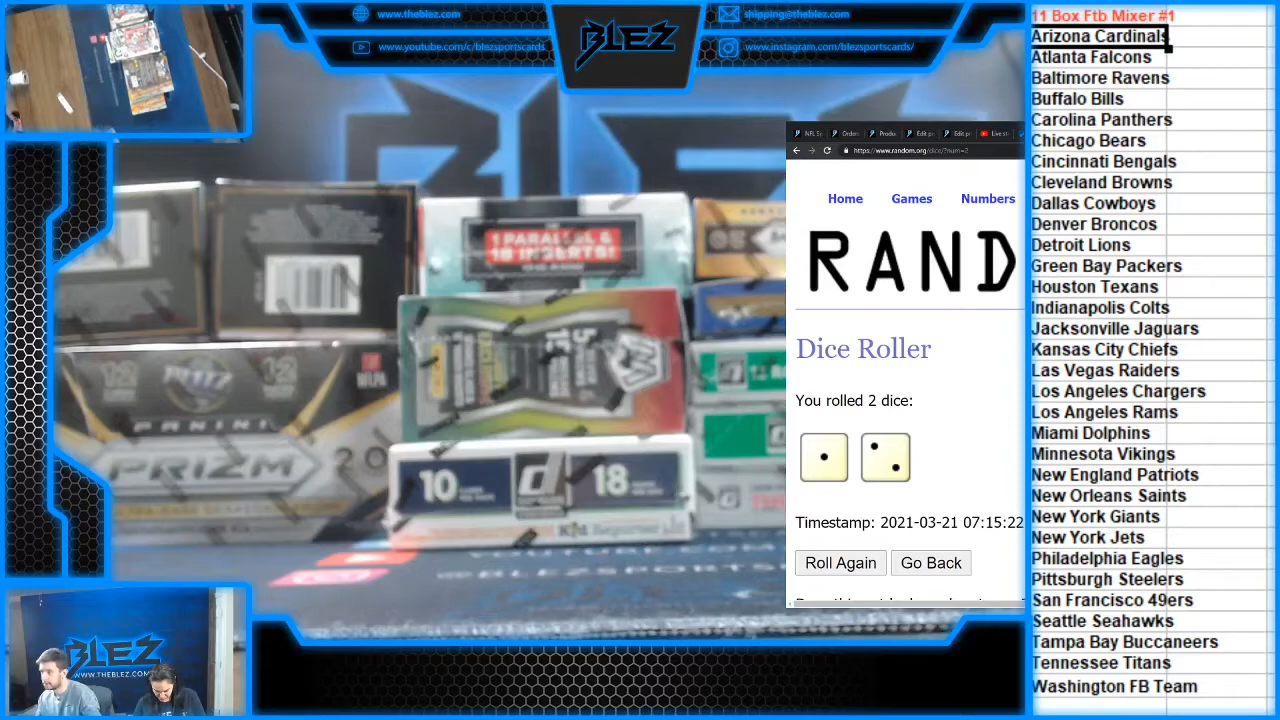 www.theblez.com
www.youtube.com/c/blezsportscards
BLEZ
shipping@theblez.com
www.instagram.com/blezsportscards/
11 Box Ftb Mixer #1
Arizona Cardinals
Atlanta Falcons
Baltimore Ravens
Buffalo Bills
Carolina Panthers
Chicago Bears
Cincinnati Bengals
Cleveland Browns
Dallas Cowboys
Denver Broncos
Detroit Lions
Green Bay Packers
Houston Texans
Indianapolis Colts
Jacksonville Jaguars
Kansas City Chiefs
Las Vegas Raiders
Los Angeles Chargers
Los Angeles Rams
Miami Dolphins
Minnesota Vikings
New England Patriots
New Orleans Saints
New York Giants
New York Jets
Philadelphia Eagles
Pittsburgh Steelers
San Francisco 49ers
Seattle Seahawks
Tampa Bay Buccaneers
Tennessee Titans
Washington FB Team
https://www.random.org/dice/?num=2
Home Games Numbers
RAND
Dice Roller
You rolled 2 dice:
Timestamp: 2021-03-21 07:15:22
Roll Again Go Back
1 PARALLEL &
18 INSERTS!
12
12
NFLPA
PANINI
PRIZM 20
10 d 18
BLEZ
WWW.THEBLEZ.COM